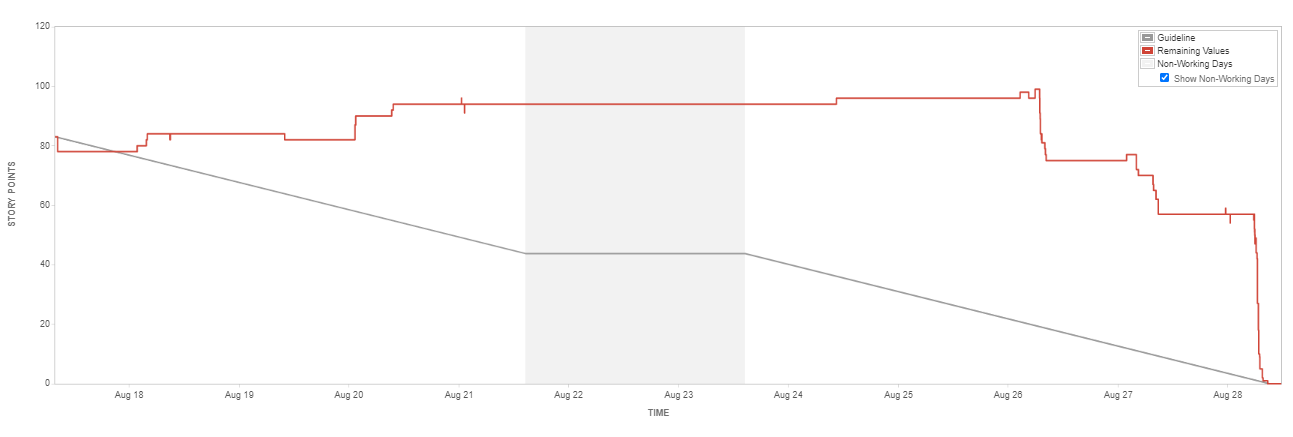 120
100
80
60
40
20
0
STORY POINTS
Guideline
Remaining Values
Non-Working Days
Show Non-Working Days
Aug 18 Aug 19 Aug 20 Aug 21 Aug 22 Aug 23 Aug 24 Aug 25 Aug 26 Aug 27 Aug 28
TIME